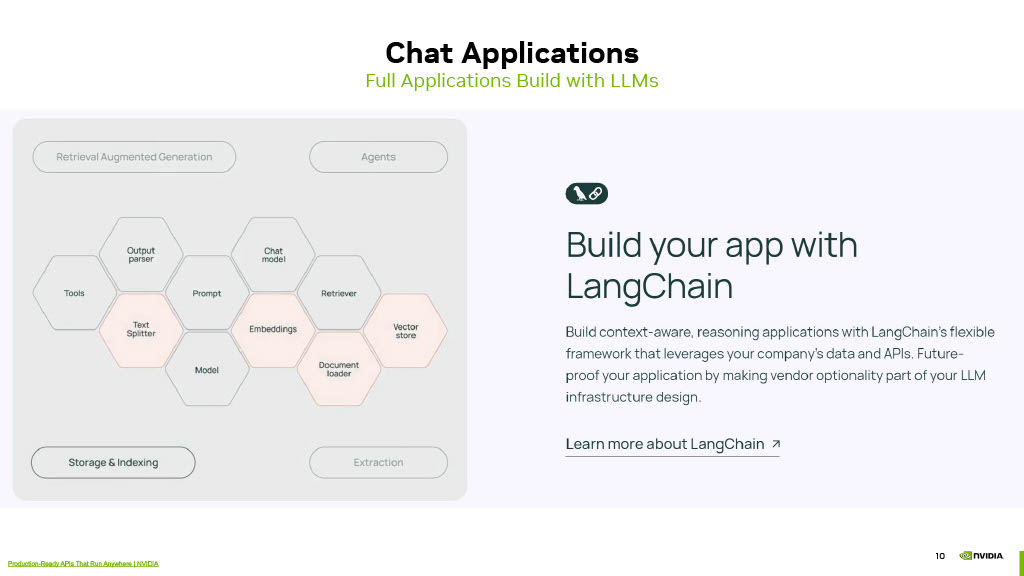 Chat Applications
Full Applications Build with LLMs
Retrieval Augmented Generation
Agents
Output
parser
Chat
model
Tools
Prompt
Retriever
Text
Splitter
Embeddings
Vector
store
Model
Document
loader
Storage & Indexing
Extraction
Build your app with
LangChain
Build context-aware, reasoning applications with LangChain's flexible
framework that leverages your company's data and APIs. Future-
proof your application by making vendor optionality part of your LLM
infrastructure design.
Learn more about LangChain
Production-Ready APIs That Run Anywhere | NVIDIA
10
NVIDIA